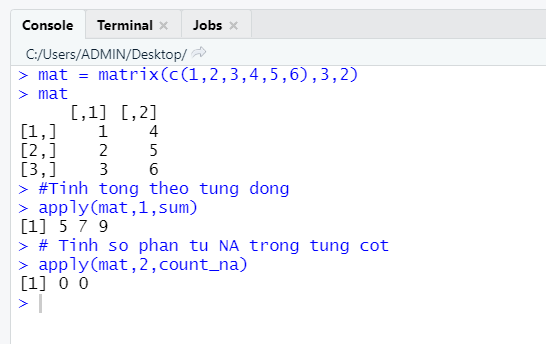 Console Terminal × Jobs ×
C:/Users/ADMIN/Desktop/
> mat = matrix(c(1,2,3,4,5,6),3,2)
> mat
     [,1] [,2]
[1,]    1    4
[2,]    2    5
[3,]    3    6
> #Tinh tong theo tung dong
> apply(mat,1,sum)
[1] 5 7 9
> # Tinh so phan tu NA trong tung cot
> apply(mat,2,count_na)
[1] 0 0
>